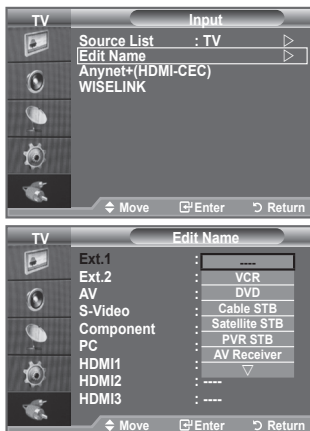 TV Input
Source List : TV ▷
Edit Name ▷
Anynet+(HDMI-CEC)
WISELINK
Move Enter Return
TV Edit Name
Ext.1 : ----
Ext.2 : VCR
AV : DVD
S-Video : Cable STB
Component : Satellite STB
PC : PVR STB
HDMI1 : AV Receiver
▽
HDMI2 : ----
HDMI3 : ----
Move Enter Return